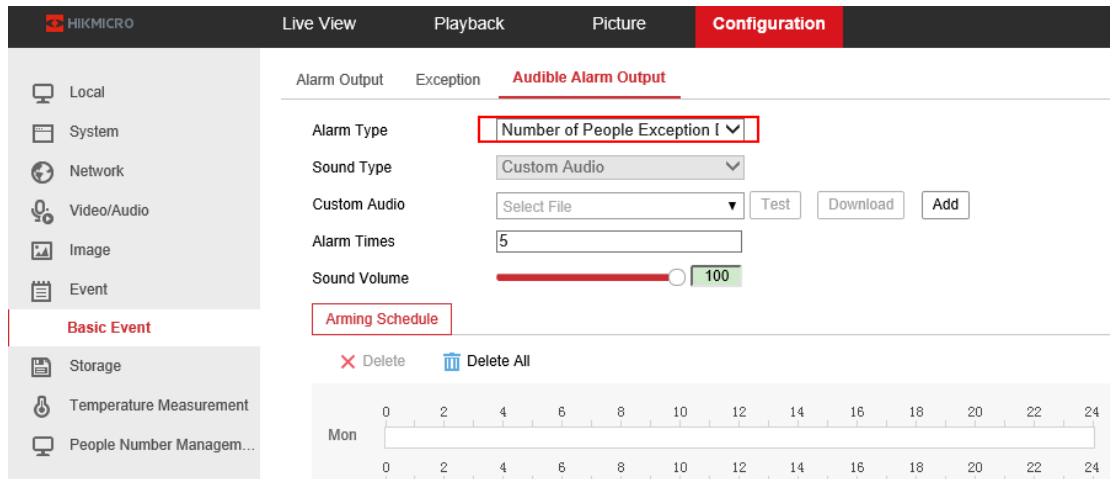 HIKMICRO Live View Playback Picture Configuration
Local
System
Network
Video/Audio
Image
Event
Basic Event
Storage
Temperature Measurement
People Number Managem...
Alarm Output Exception Audible Alarm Output
Alarm Type Number of People Exception D
Sound Type Custom Audio
Custom Audio Select File Test Download Add
Alarm Times 5
Sound Volume 100
Arming Schedule
Delete Delete All
0 2 4 6 8 10 12 14 16 18 20 22 24
Mon
0 2 4 6 8 10 12 14 16 18 20 22 24